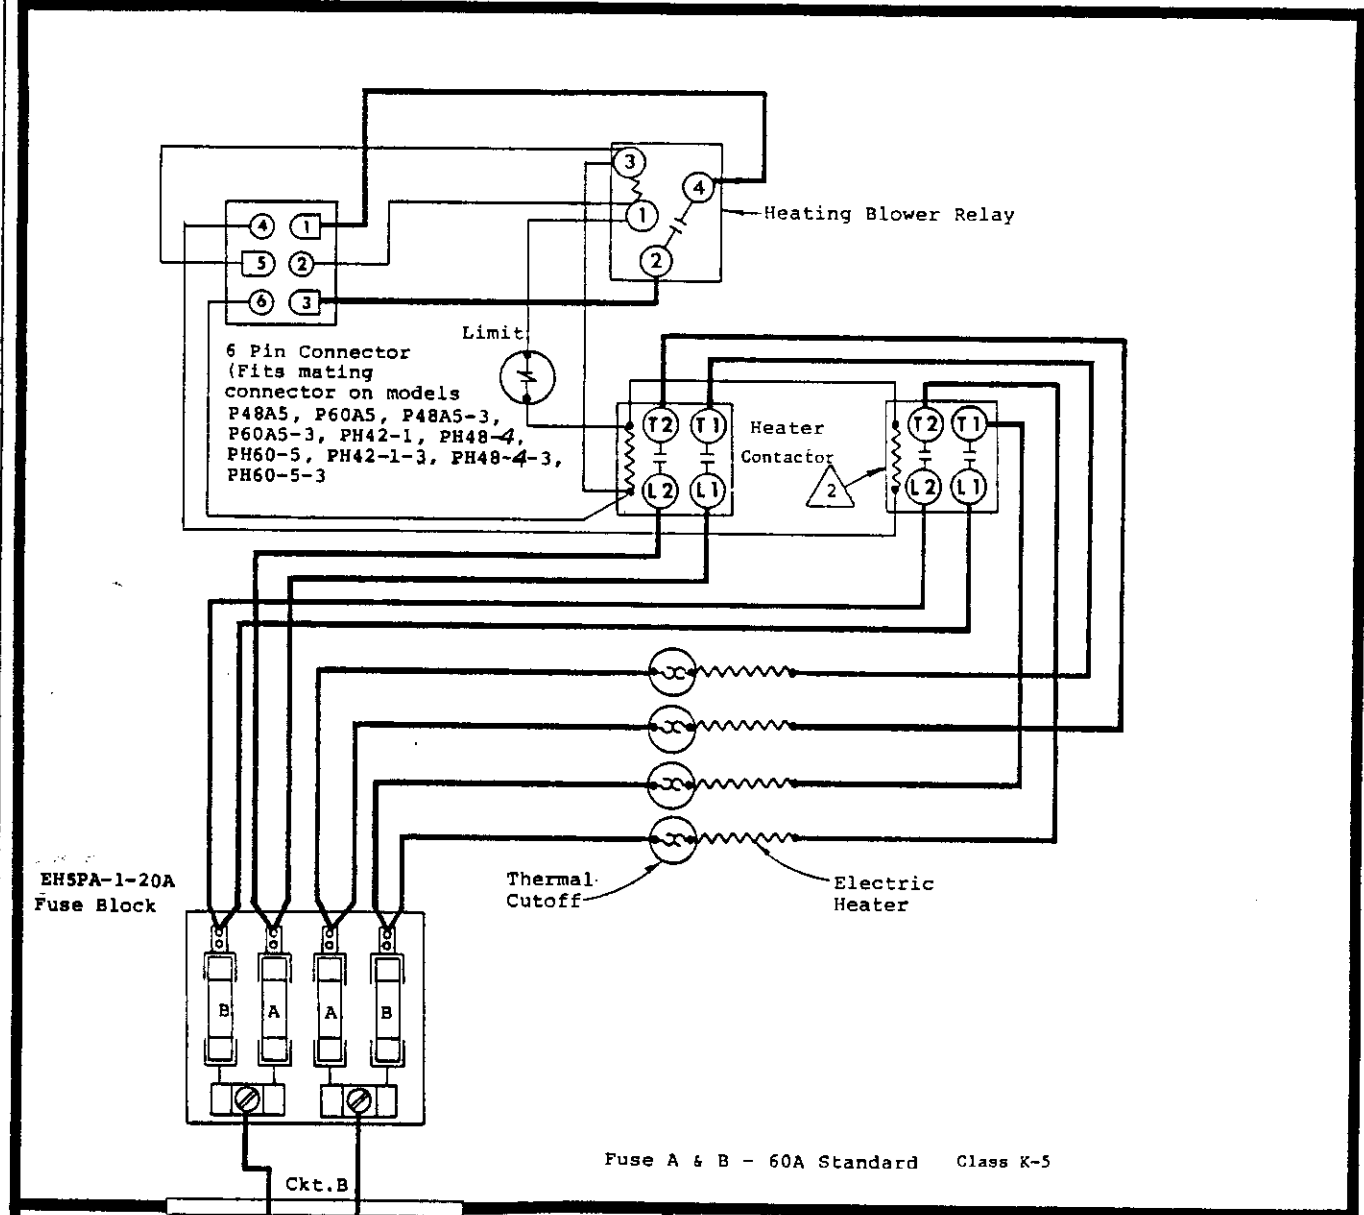 3
4
1
2
Heating Blower Relay
4 1
5 2
6 3
Limit
6 Pin Connector
(Fits mating
connector on models
P48A5, P60A5, P48A5-3,
P60A5-3, PH42-1, PH48-4,
PH60-5, PH42-1-3, PH48-4-3,
PH60-5-3
T2 T1
L2 L1
Heater
Contactor
2
T2 T1
L2 L1
Thermal
Cutoff
Electric
Heater
EH5PA-1-20A
Fuse Block
B A A B
Fuse A & B - 60A Standard Class K-5
Ckt.B